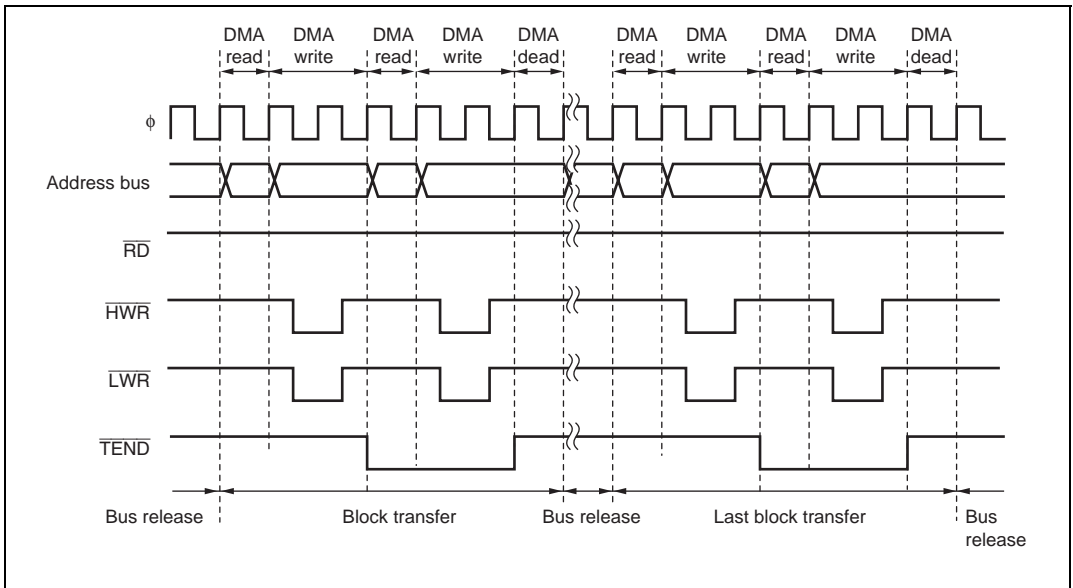 DMA read DMA write DMA read DMA write DMA dead DMA read DMA write DMA read DMA write DMA dead
ϕ
Address bus
RD
HWR
LWR
TEND
Bus release Block transfer Bus release Last block transfer Bus release